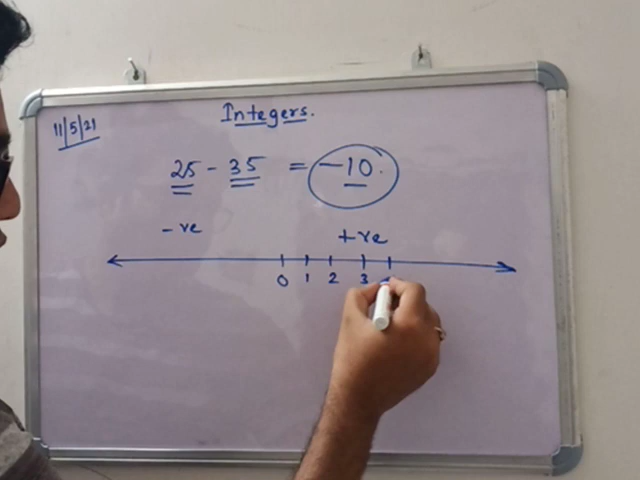 Integers.
11/5/21
25 - 35 = -10.
-ve
+ve
0 1 2 3